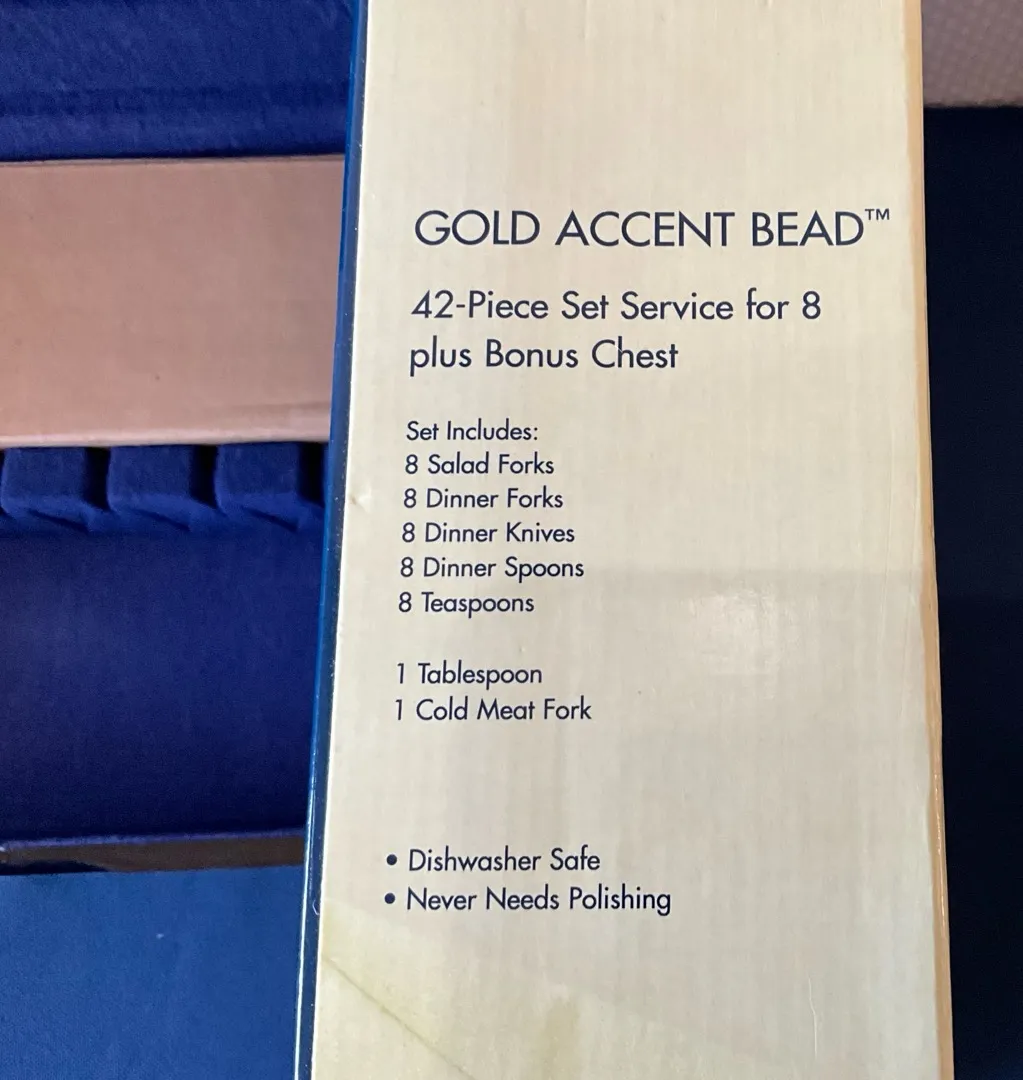 GOLD ACCENT BEAD™
42-Piece Set Service for 8
plus Bonus Chest
Set Includes:
8 Salad Forks
8 Dinner Forks
8 Dinner Knives
8 Dinner Spoons
8 Teaspoons
1 Tablespoon
1 Cold Meat Fork
• Dishwasher Safe
• Never Needs Polishing